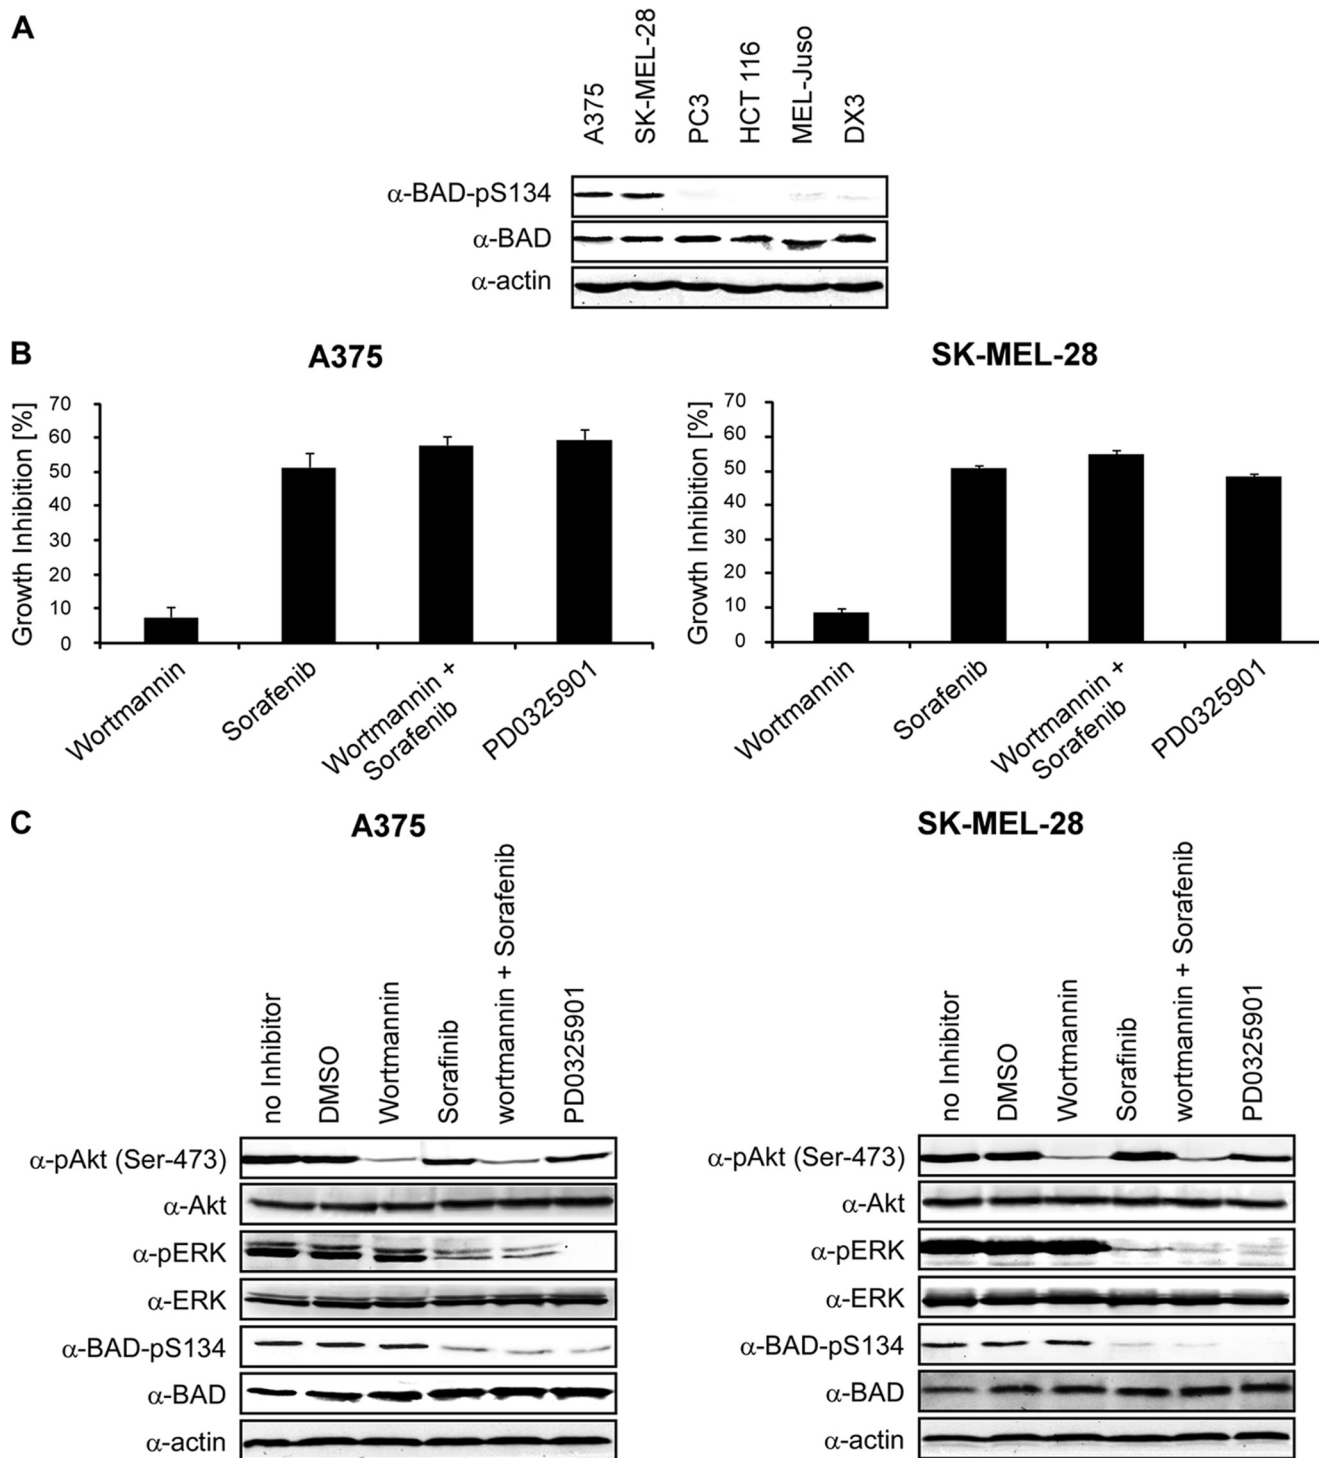 A
A375
SK-MEL-28
PC3
HCT 116
MEL-Juso
DX3
α-BAD-pS134
α-BAD
α-actin
B
A375
Growth Inhibition [%]
70
60
50
40
30
20
10
0
Wortmannin
Sorafenib
Wortmannin +
Sorafenib
PD0325901
SK-MEL-28
Growth Inhibition [%]
70
60
50
40
30
20
10
0
Wortmannin
Sorafenib
Wortmannin +
Sorafenib
PD0325901
C
A375
no Inhibitor
DMSO
Wortmannin
Sorafinib
wortmannin + Sorafenib
PD0325901
α-pAkt (Ser-473)
α-Akt
α-pERK
α-ERK
α-BAD-pS134
α-BAD
α-actin
SK-MEL-28
no Inhibitor
DMSO
Wortmannin
Sorafinib
wortmannin + Sorafenib
PD0325901
α-pAkt (Ser-473)
α-Akt
α-pERK
α-ERK
α-BAD-pS134
α-BAD
α-actin